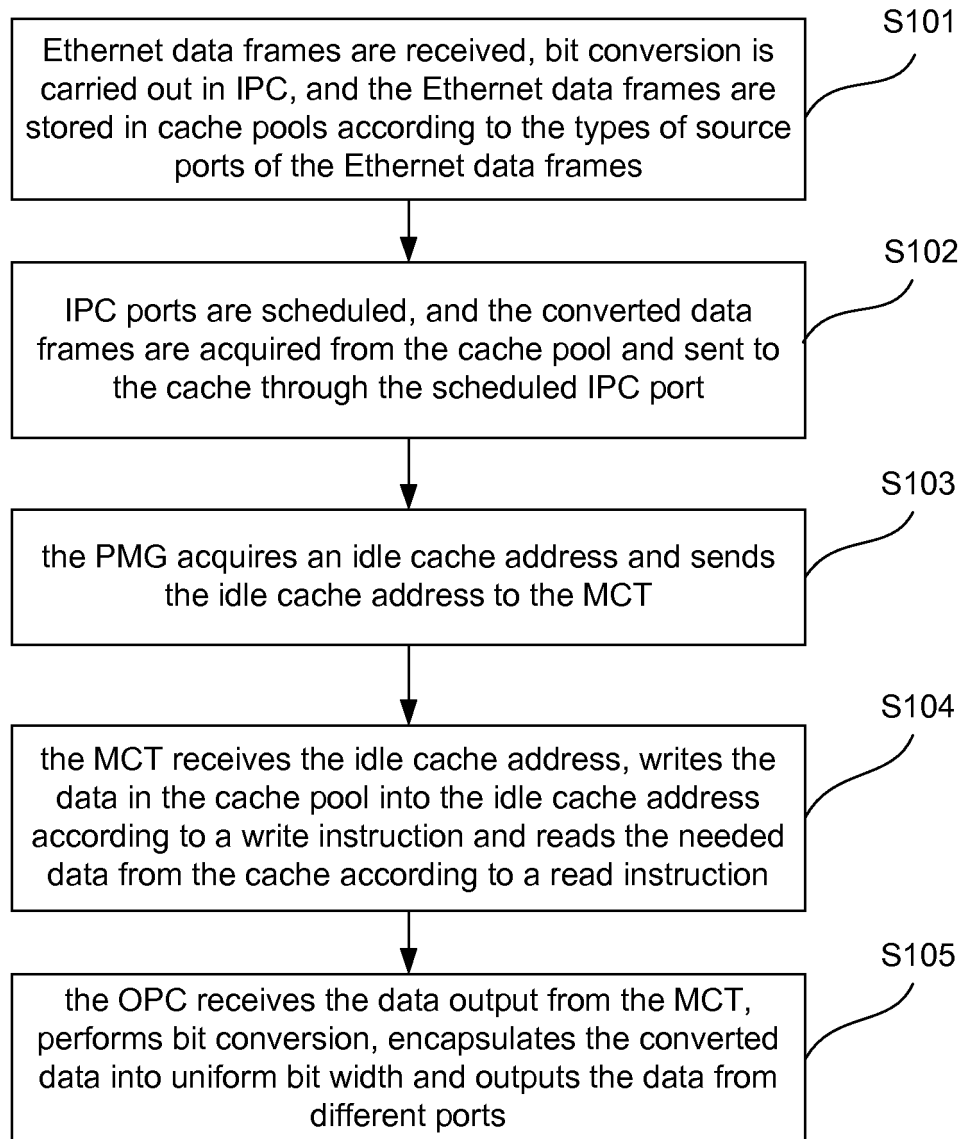 S101
Ethernet data frames are received, bit conversion is
carried out in IPC, and the Ethernet data frames are
stored in cache pools according to the types of source
ports of the Ethernet data frames
S102
IPC ports are scheduled, and the converted data
frames are acquired from the cache pool and sent to
the cache through the scheduled IPC port
S103
the PMG acquires an idle cache address and sends
the idle cache address to the MCT
S104
the MCT receives the idle cache address, writes the
data in the cache pool into the idle cache address
according to a write instruction and reads the needed
data from the cache according to a read instruction
S105
the OPC receives the data output from the MCT,
performs bit conversion, encapsulates the converted
data into uniform bit width and outputs the data from
different ports